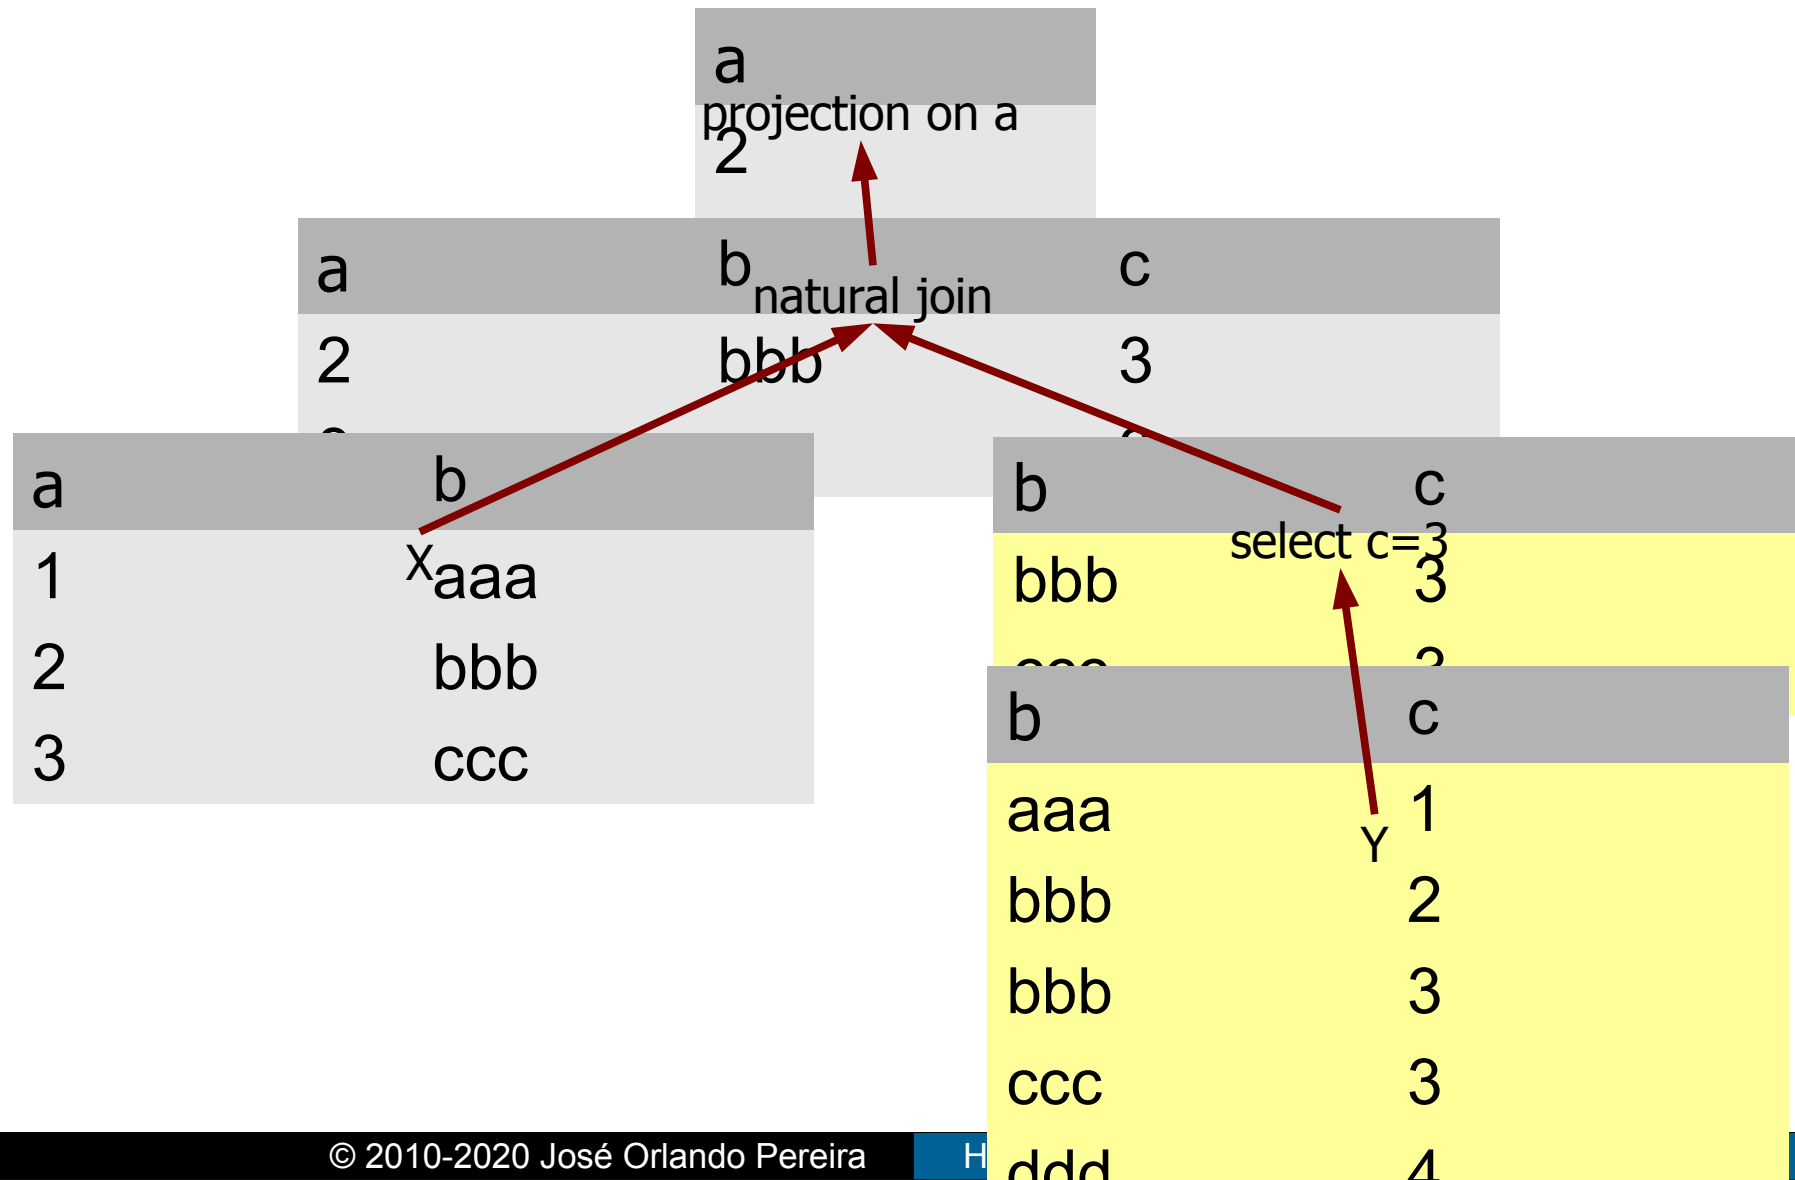 a
projection on a
2
a b c
natural join
2 bbb 3
a b
X
1 aaa
2 bbb
3 ccc
b c
select c=3
bbb 3
b c
aaa 1
Y
bbb 2
bbb 3
ccc 3
ddd 4
© 2010-2020 José Orlando Pereira H